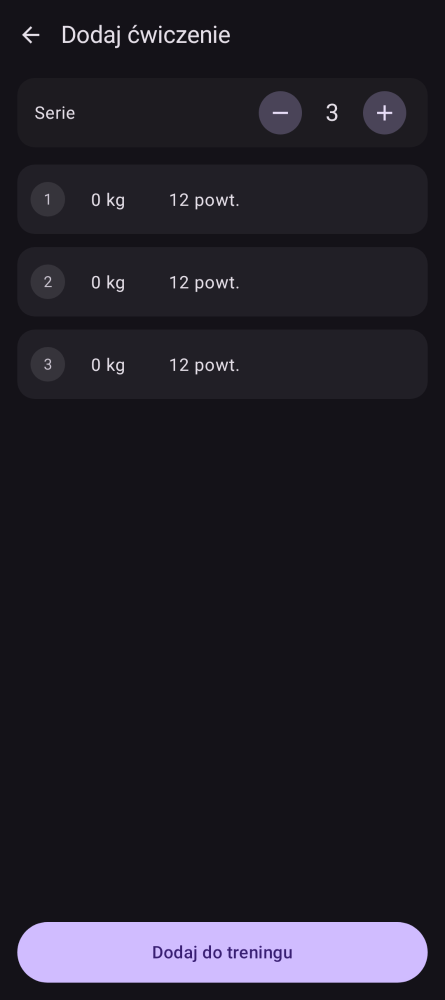 Dodaj ćwiczenie
Serie 3
1 0 kg 12 powt.
2 0 kg 12 powt.
3 0 kg 12 powt.
Dodaj do treningu